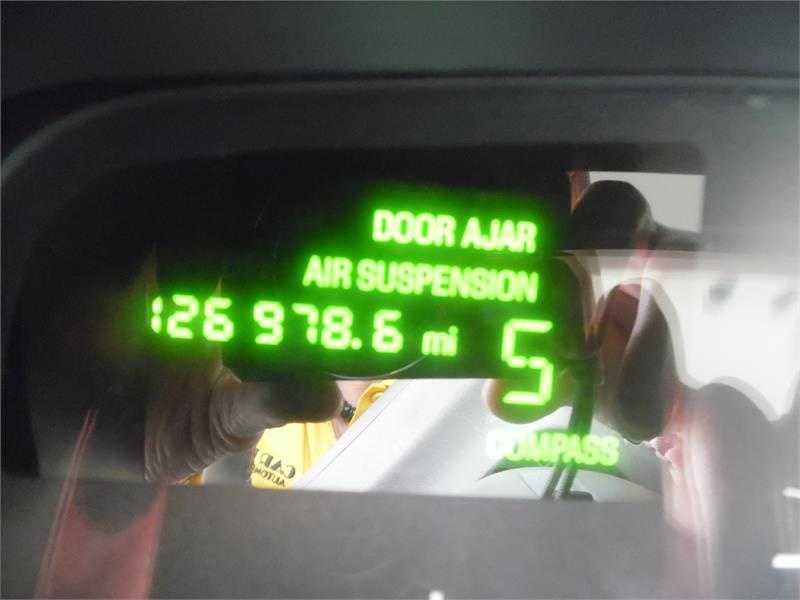 DOOR AJAR
AIR SUSPENSION
126 978.6 mi
S
COMPASS